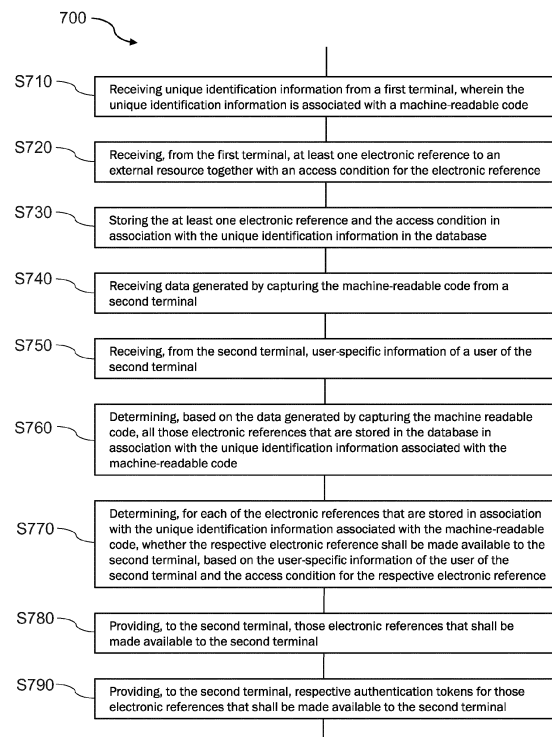 700
S710
Receiving unique identification information from a first terminal, wherein the
unique identification information is associated with a machine-readable code
S720
Receiving, from the first terminal, at least one electronic reference to an
external resource together with an access condition for the electronic reference
S730
Storing the at least one electronic reference and the access condition in
association with the unique identification information in the database
S740
Receiving data generated by capturing the machine-readable code from a
second terminal
S750
Receiving, from the second terminal, user-specific information of a user of the
second terminal
S760
Determining, based on the data generated by capturing the machine readable
code, all those electronic references that are stored in the database in
association with the unique identification information associated with the
machine-readable code
S770
Determining, for each of the electronic references that are stored in association
with the unique identification information associated with the machine-readable
code, whether the respective electronic reference shall be made available to the
second terminal, based on the user-specific information of the user of the
second terminal and the access condition for the respective electronic reference
S780
Providing, to the second terminal, those electronic references that shall be
made available to the second terminal
S790
Providing, to the second terminal, respective authentication tokens for those
electronic references that shall be made available to the second terminal